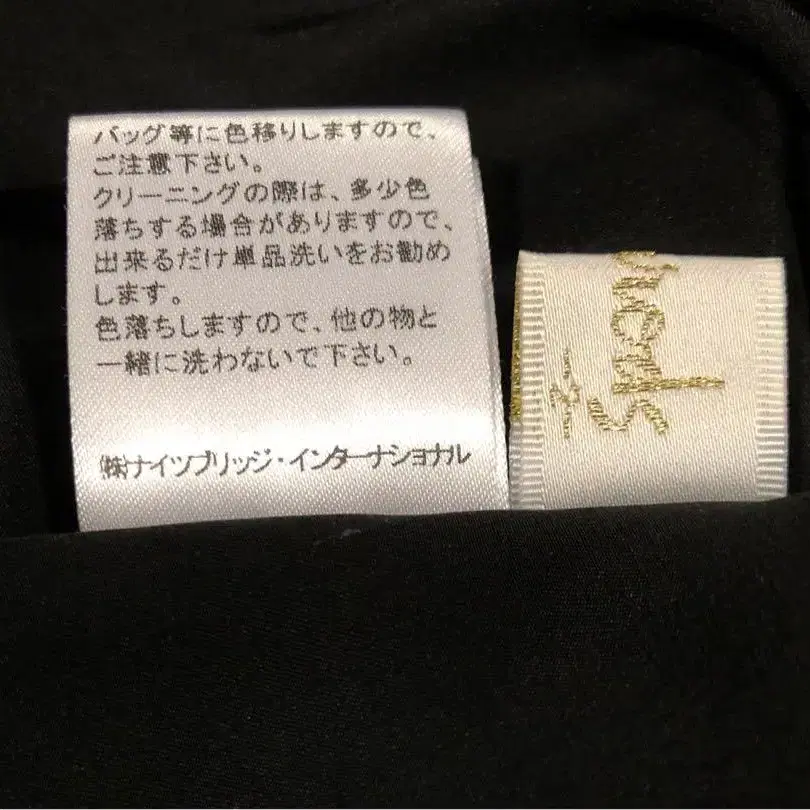 バッグ等に色移りしますので、
ご注意下さい。
クリーニングの際は、多少色
落ちする場合がありますので、
出来るだけ単品洗いをお勧め
します。
色落ちしますので、他の物と
一緒に洗わないで下さい。
㈱ナイツブリッジ・インターナショナル